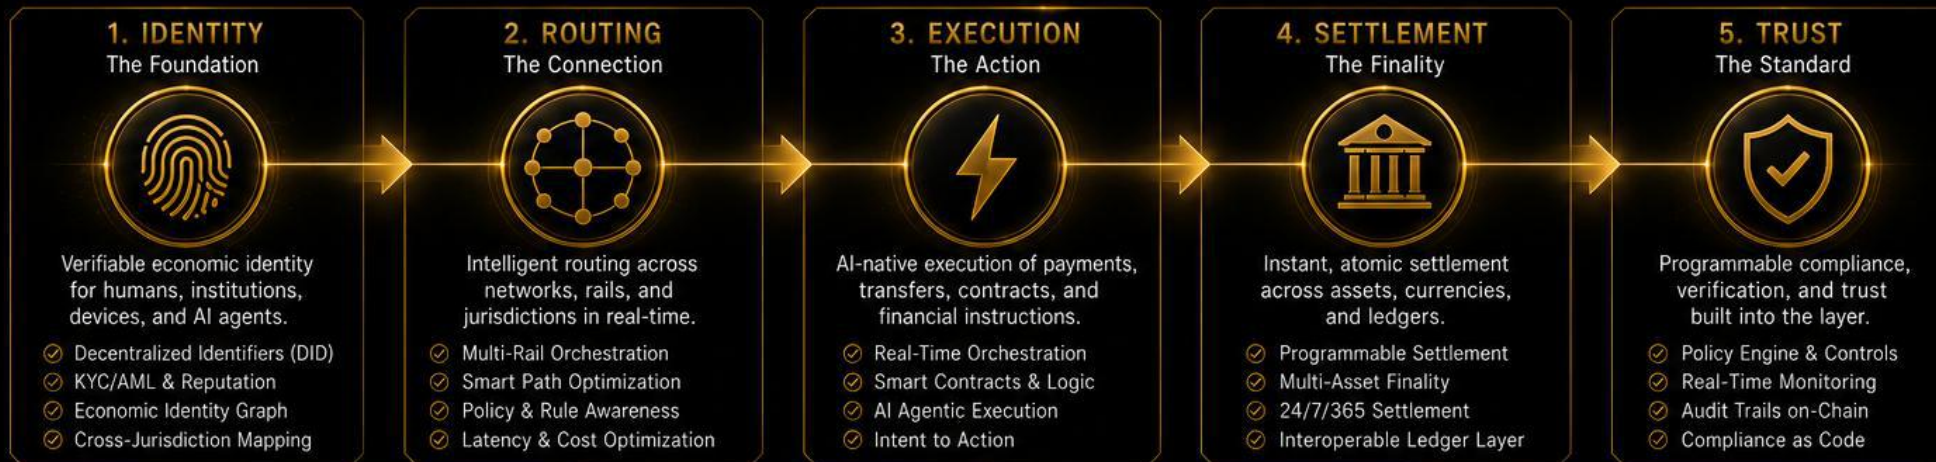 1. IDENTITY
The Foundation
Verifiable economic identity
for humans, institutions,
devices, and AI agents.
Decentralized Identifiers (DID)
KYC/AML & Reputation
Economic Identity Graph
Cross-Jurisdiction Mapping
2. ROUTING
The Connection
Intelligent routing across
networks, rails, and
jurisdictions in real-time.
Multi-Rail Orchestration
Smart Path Optimization
Policy & Rule Awareness
Latency & Cost Optimization
3. EXECUTION
The Action
AI-native execution of payments,
transfers, contracts, and
financial instructions.
Real-Time Orchestration
Smart Contracts & Logic
AI Agentic Execution
Intent to Action
4. SETTLEMENT
The Finality
Instant, atomic settlement
across assets, currencies,
and ledgers.
Programmable Settlement
Multi-Asset Finality
24/7/365 Settlement
Interoperable Ledger Layer
5. TRUST
The Standard
Programmable compliance,
verification, and trust
built into the layer.
Policy Engine & Controls
Real-Time Monitoring
Audit Trails on-Chain
Compliance as Code